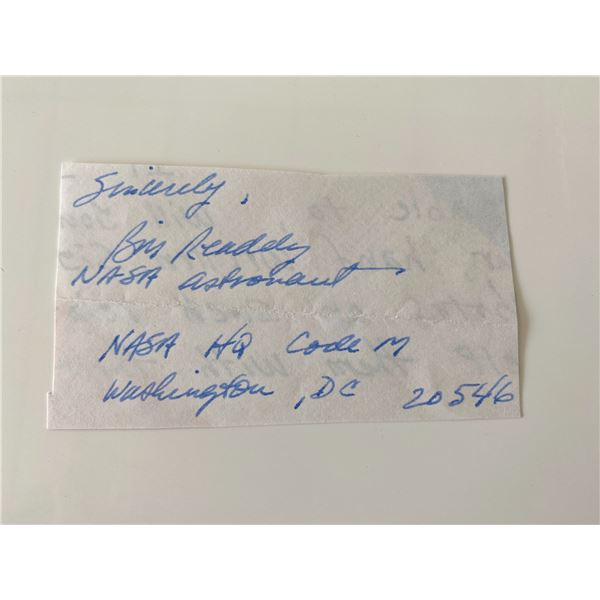 Sincerely,
Bill Readdy
NASA astronaut
NASA HQ Code M
Washington, DC 20546